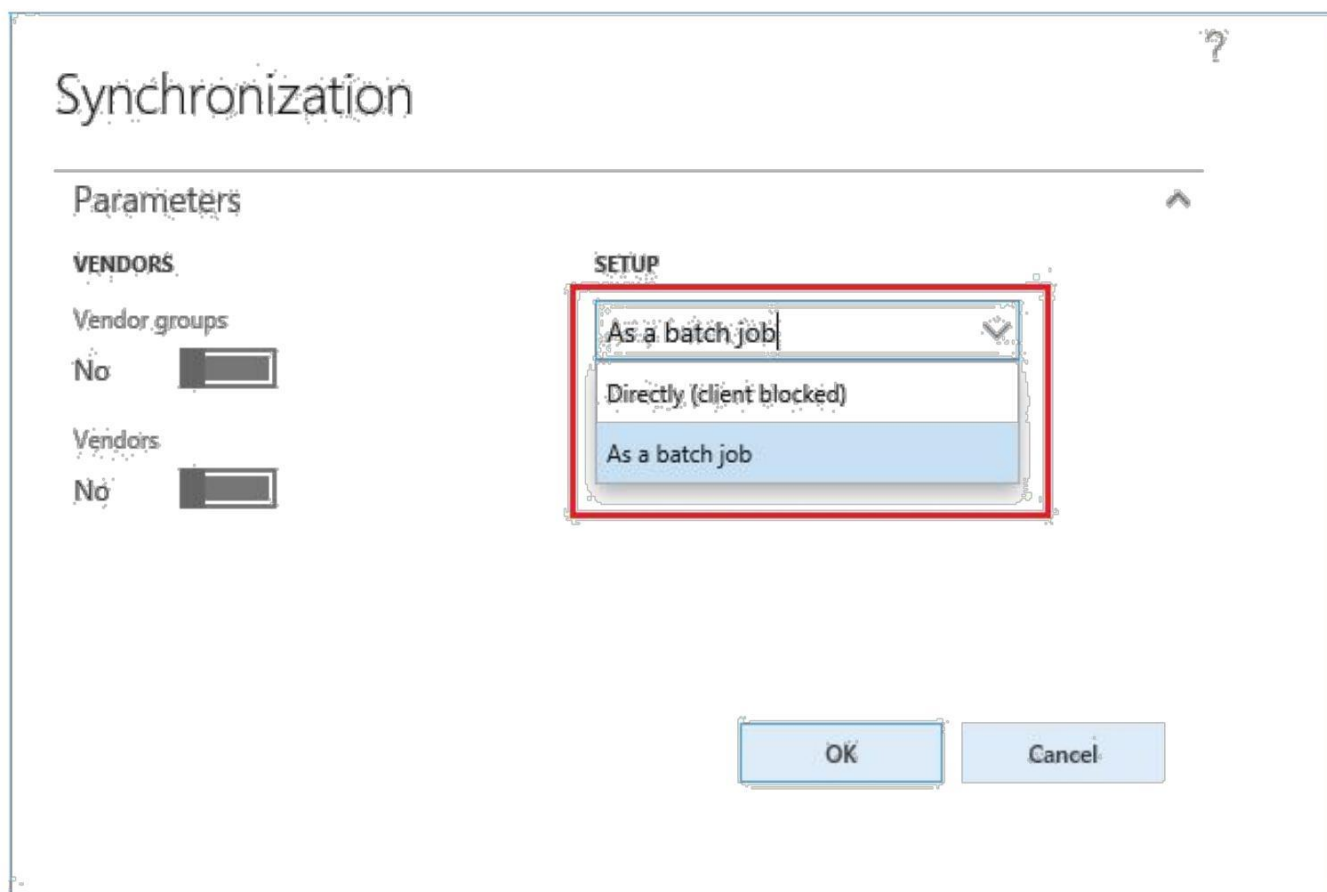 ?
Synchronization
Parameters
VENDORS
Vendor groups
No
Vendors
No
SETUP
As a batch job
Directly (client blocked)
As a batch job
OK
Cancel